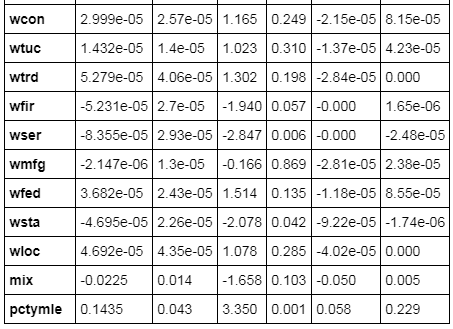 wcon 2.999e-05 2.57e-05 1.165 0.249 -2.15e-05 8.15e-05
wtuc 1.432e-05 1.4e-05 1.023 0.310 -1.37e-05 4.23e-05
wtrd 5.279e-05 4.06e-05 1.302 0.198 -2.84e-05 0.000
wfir -5.231e-05 2.7e-05 -1.940 0.057 -0.000 1.65e-06
wser -8.355e-05 2.93e-05 -2.847 0.006 -0.000 -2.48e-05
wmfg -2.147e-06 1.3e-05 -0.166 0.869 -2.81e-05 2.38e-05
wfed 3.682e-05 2.43e-05 1.514 0.135 -1.18e-05 8.55e-05
wsta -4.695e-05 2.26e-05 -2.078 0.042 -9.22e-05 -1.74e-06
wloc 4.692e-05 4.35e-05 1.078 0.285 -4.02e-05 0.000
mix -0.0225 0.014 -1.658 0.103 -0.050 0.005
pctymle 0.1435 0.043 3.350 0.001 0.058 0.229